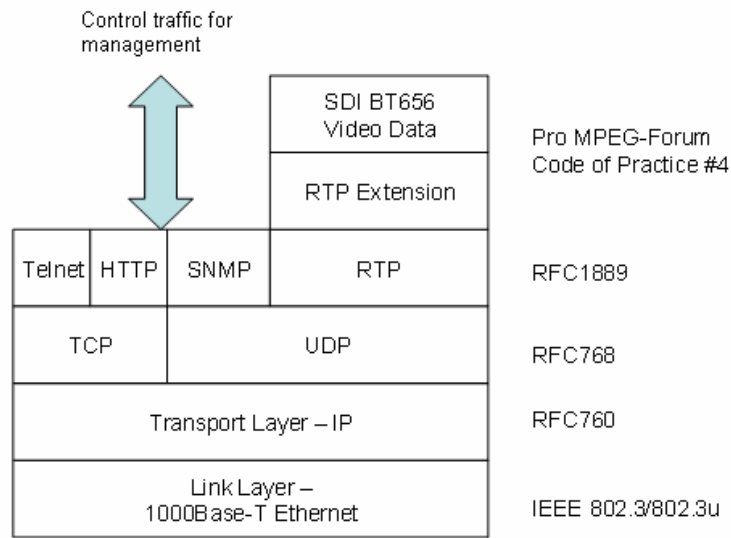 Control traffic for
management
SDI BT656
Video Data
Pro MPEG-Forum
Code of Practice #4
RTP Extension
Telnet
HTTP
SNMP
RTP
RFC1889
TCP
UDP
RFC768
Transport Layer – IP
RFC760
Link Layer –
1000Base-T Ethernet
IEEE 802.3/802.3u